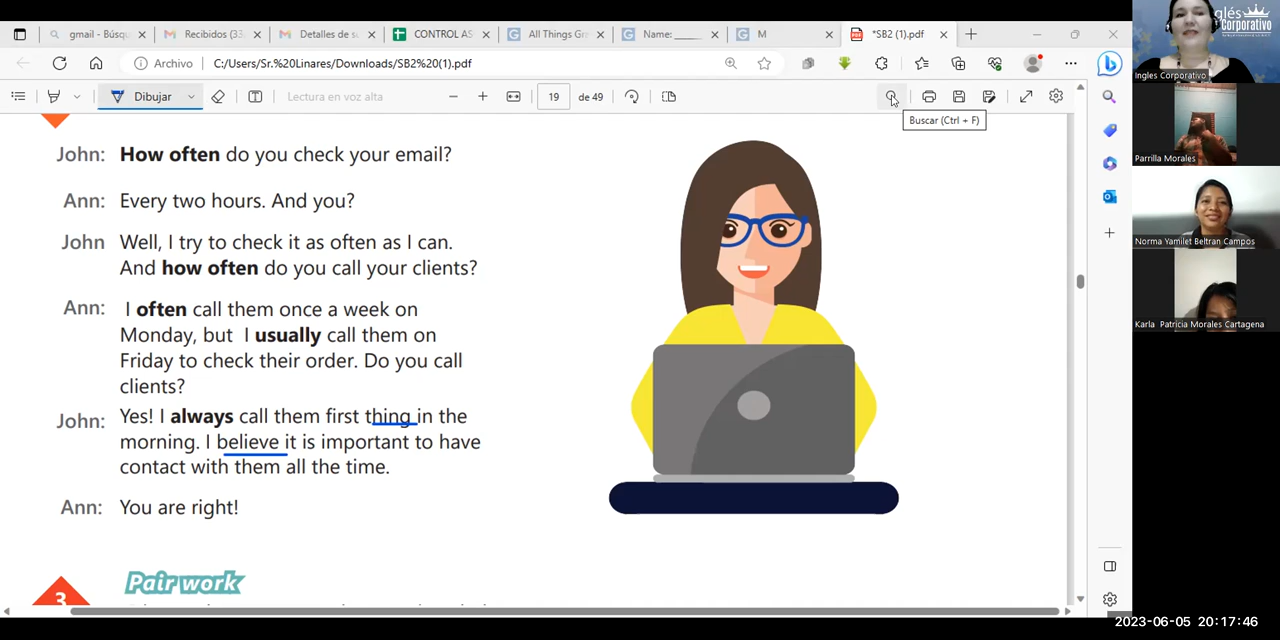 gmail - Búsqu
Recibidos (33
Detalles de su
CONTROL AS
All Things Gr
Name: _____
M
*SB2 (1).pdf
Archivo
C:/Users/Sr.%20Linares/Downloads/SB2%20(1).pdf
Dibujar
Lectura en voz alta
19
de 49
Buscar (Ctrl + F)
John: How often do you check your email?
Ann: Every two hours. And you?
John Well, I try to check it as often as I can.
And how often do you call your clients?
Ann: I often call them once a week on
Monday, but I usually call them on
Friday to check their order. Do you call
clients?
John: Yes! I always call them first thing in the
morning. I believe it is important to have
contact with them all the time.
Ann: You are right!
3
Pair work
glés
Corporativo
Ingles Corporativo
Parrilla Morales
Norma Yamilet Beltran Campos
Karla Patricia Morales Cartagena
2023-06-05 20:17:46